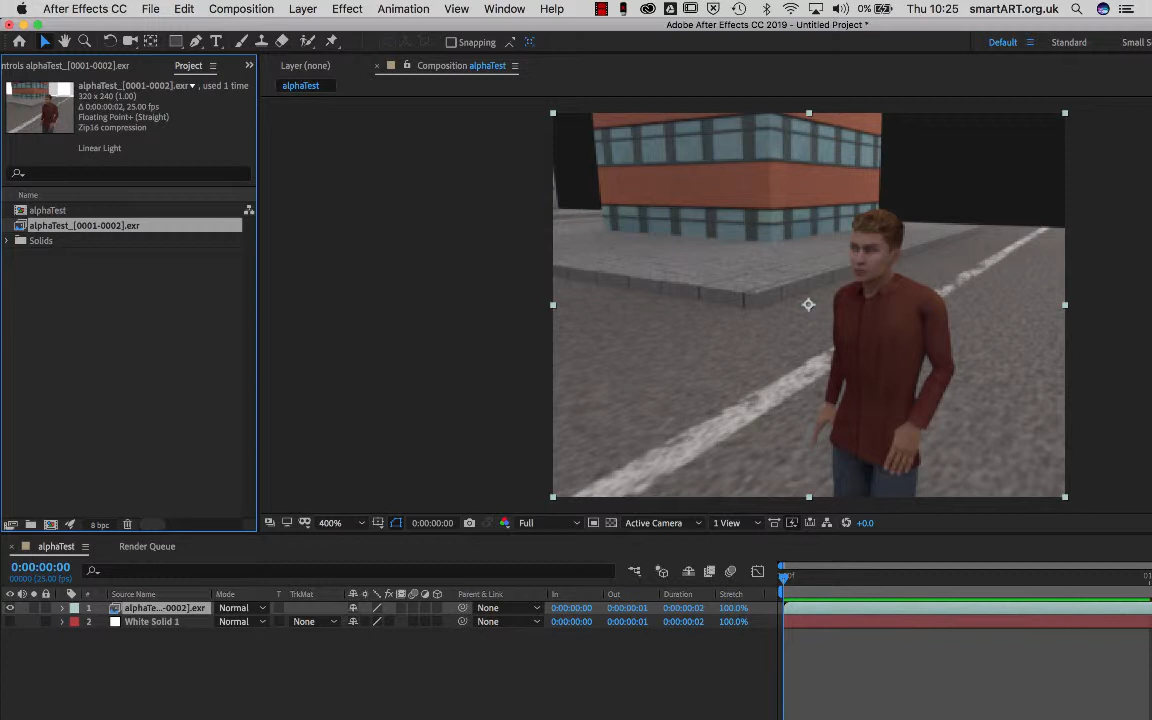 After Effects CC File Edit Composition Layer Effect Animation View Window Help 0% Thu 10:25 smartART.org.uk
Adobe After Effects CC 2019 - Untitled Project *
Snapping Default Standard Small S
ntrols alphaTest_[0001-0002].exr Project Layer (none) Composition alphaTest
alphaTest_[0001-0002].exr , used 1 time alphaTest
320 x 240 (1.00)
Δ 0:00:00:02, 25.00 fps
Floating Point+ (Straight)
Zip16 compression
Linear Light
Name
alphaTest
alphaTest_[0001-0002].exr
Solids
8 bpc 400% 0:00:00:00 Full Active Camera 1 View +0.0
alphaTest Render Queue
0:00:00:00
00000 (25.00 fps)
# Source Name Mode T TrkMat Parent & Link In Out Duration Stretch
1 alphaTe...-0002].exr Normal None 0:00:00:00 0:00:00:01 0:00:00:02 100.0%
2 White Solid 1 Normal None None 0:00:00:00 0:00:00:01 0:00:00:02 100.0%